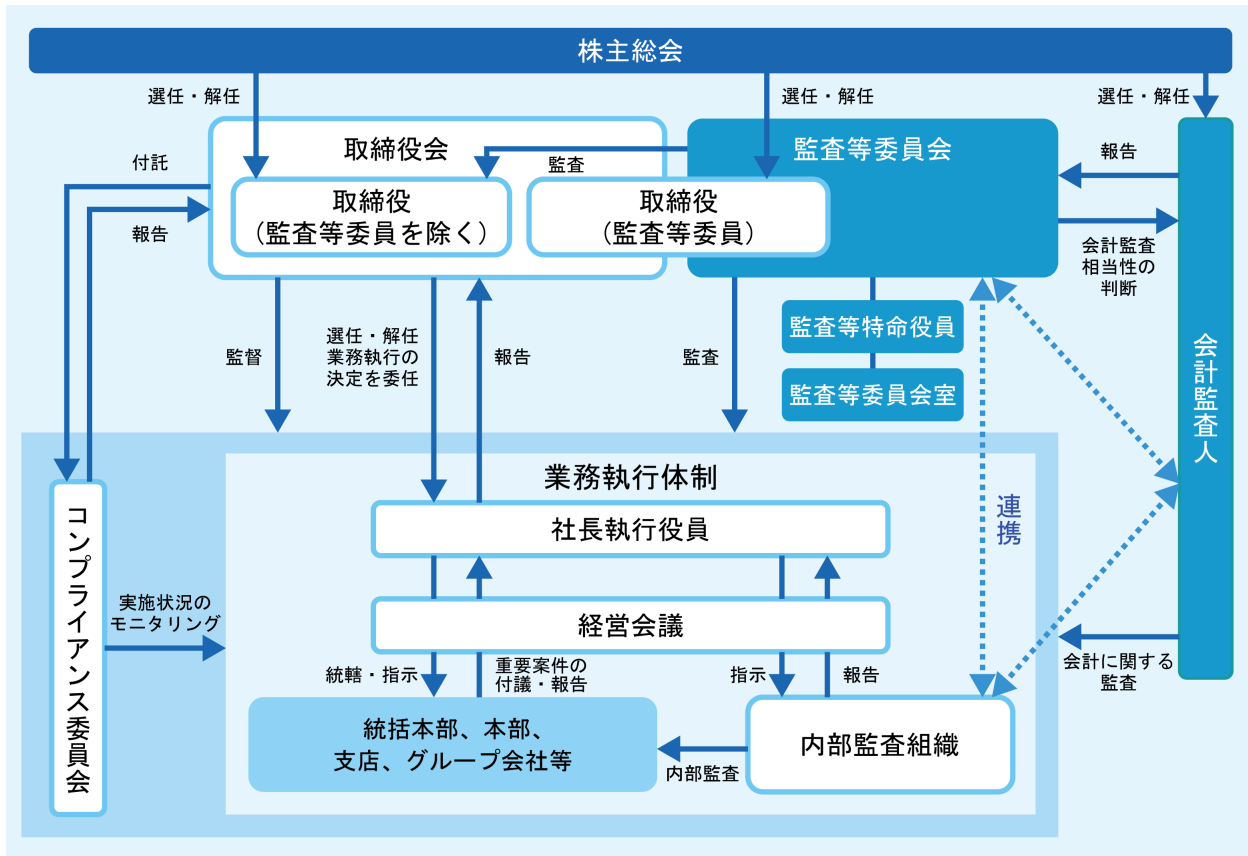 株主総会
選任・解任
選任・解任
選任・解任
付託
報告
取締役会
監査
監査等委員会
取締役
(監査等委員を除く)
取締役
(監査等委員)
報告
会計監査
相当性の
判断
監督
選任・解任
業務執行の
決定を委任
報告
監査
監査等特命役員
監査等委員会室
会計監査人
業務執行体制
社長執行役員
連携
コンプライアンス委員会
実施状況の
モニタリング
経営会議
統轄・指示
重要案件の
付議・報告
指示
報告
会計に関する
監査
統括本部、本部、
支店、グループ会社等
内部監査
内部監査組織